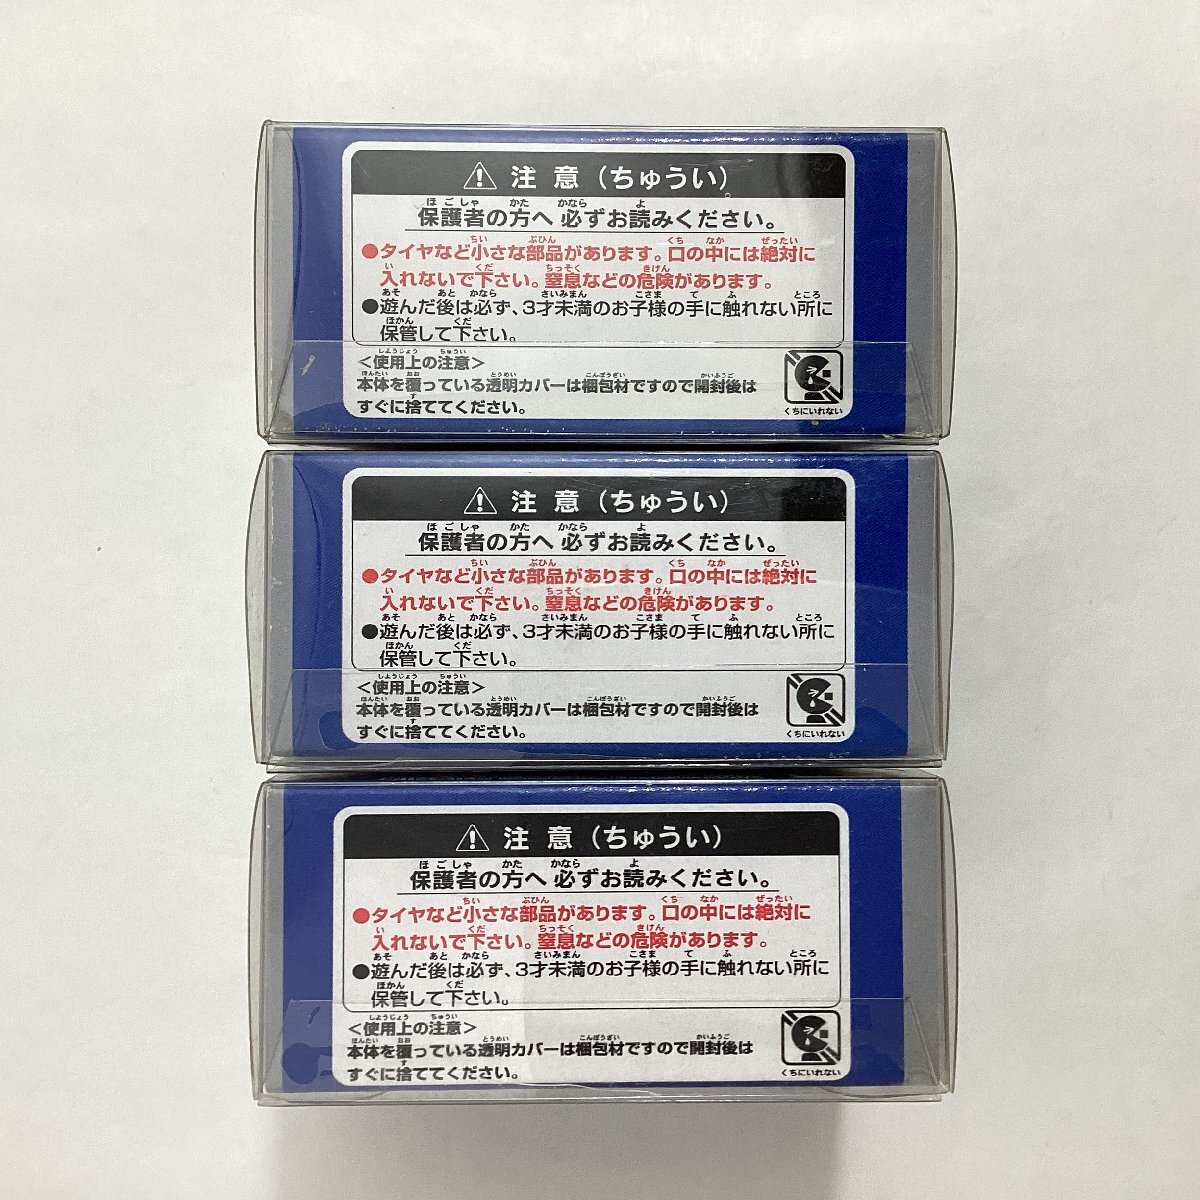 注意（ちゅうい）
保護者の方へ 必ずお読みください。
●タイヤなど小さな部品があります。口の中には絶対に
入れないで下さい。窒息などの危険があります。
●遊んだ後は必ず、3才未満のお子様の手に触れない所に
保管して下さい。
＜使用上の注意＞
本体を覆っている透明カバーは梱包材ですので開封後は
すぐに捨ててください。
くちにいれない
注意（ちゅうい）
保護者の方へ 必ずお読みください。
●タイヤなど小さな部品があります。口の中には絶対に
入れないで下さい。窒息などの危険があります。
●遊んだ後は必ず、3才未満のお子様の手に触れない所に
保管して下さい。
＜使用上の注意＞
本体を覆っている透明カバーは梱包材ですので開封後は
すぐに捨ててください。
くちにいれない
注意（ちゅうい）
保護者の方へ 必ずお読みください。
●タイヤなど小さな部品があります。口の中には絶対に
入れないで下さい。窒息などの危険があります。
●遊んだ後は必ず、3才未満のお子様の手に触れない所に
保管して下さい。
＜使用上の注意＞
本体を覆っている透明カバーは梱包材ですので開封後は
すぐに捨ててください。
くちにいれない